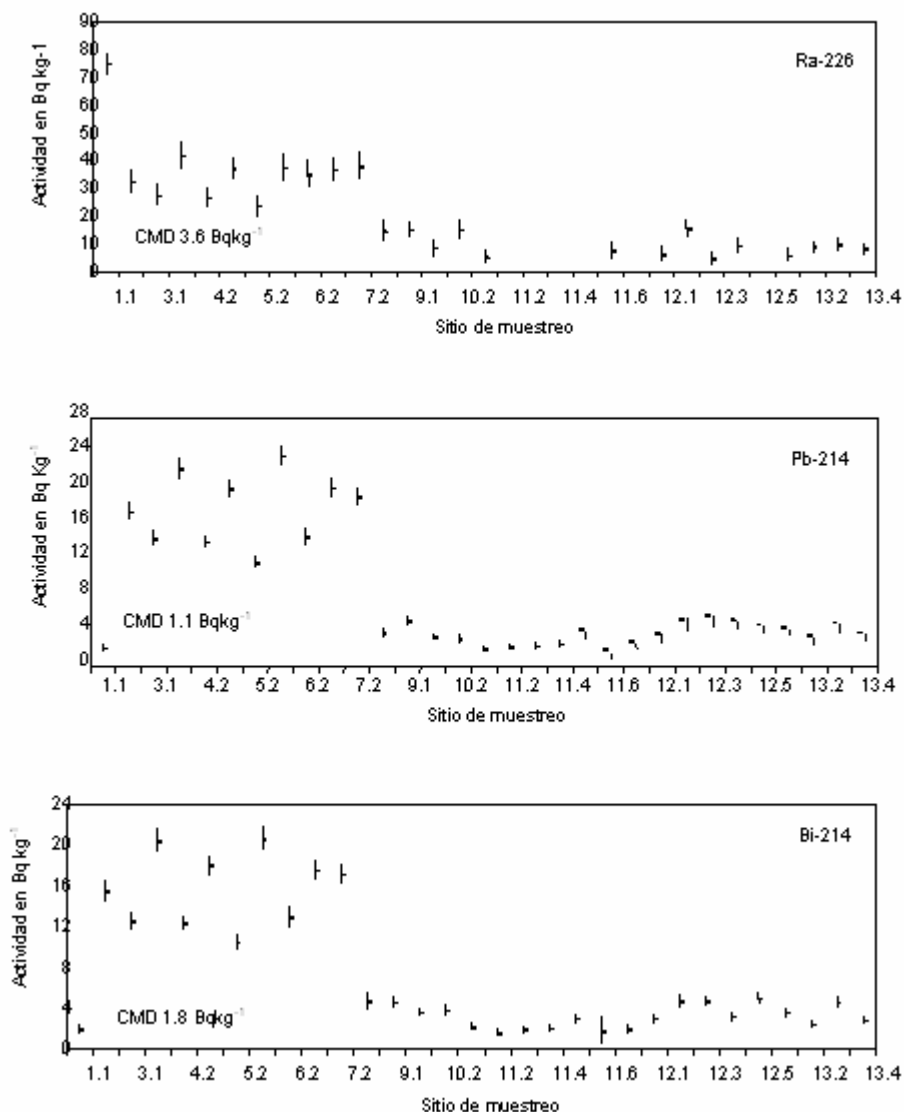 90
80
70
60
50
40
30
20
10
0
Actividad en Bq kg-1
Ra-226
CMD 3.6 Bqkg⁻¹
1.1 3.1 4.2 5.2 6.2 7.2 9.1 10.2 11.2 11.4 11.6 12.1 12.3 12.5 13.2 13.4
Sitio de muestreo
28
24
20
16
12
8
4
0
Actividad en Bq Kg⁻¹
Pb-214
CMD 1.1 Bqkg⁻¹
1.1 3.1 4.2 5.2 6.2 7.2 9.1 10.2 11.2 11.4 11.6 12.1 12.3 12.5 13.2 13.4
Sitio de muestreo
24
20
16
12
8
4
0
Actividad en Bq kg⁻¹
Bi-214
CMD 1.8 Bqkg⁻¹
1.1 3.1 4.2 5.2 6.2 7.2 9.1 10.2 11.2 11.4 11.6 12.1 12.3 12.5 13.2 13.4
Sitio de muestreo